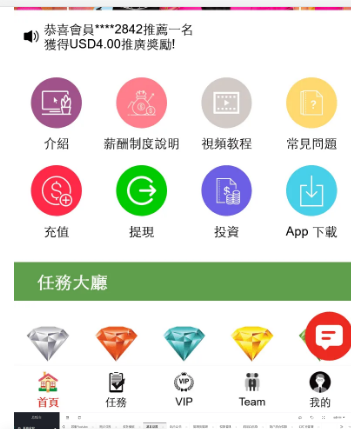 恭喜會員****2842推薦一名
獲得USD4.00推廣獎勵!
介紹 薪酬制度說明 視頻教程 常見問題
充值 提現 投資 App 下載
任務大廳
VIP
首頁 任務 VIP Team 我的